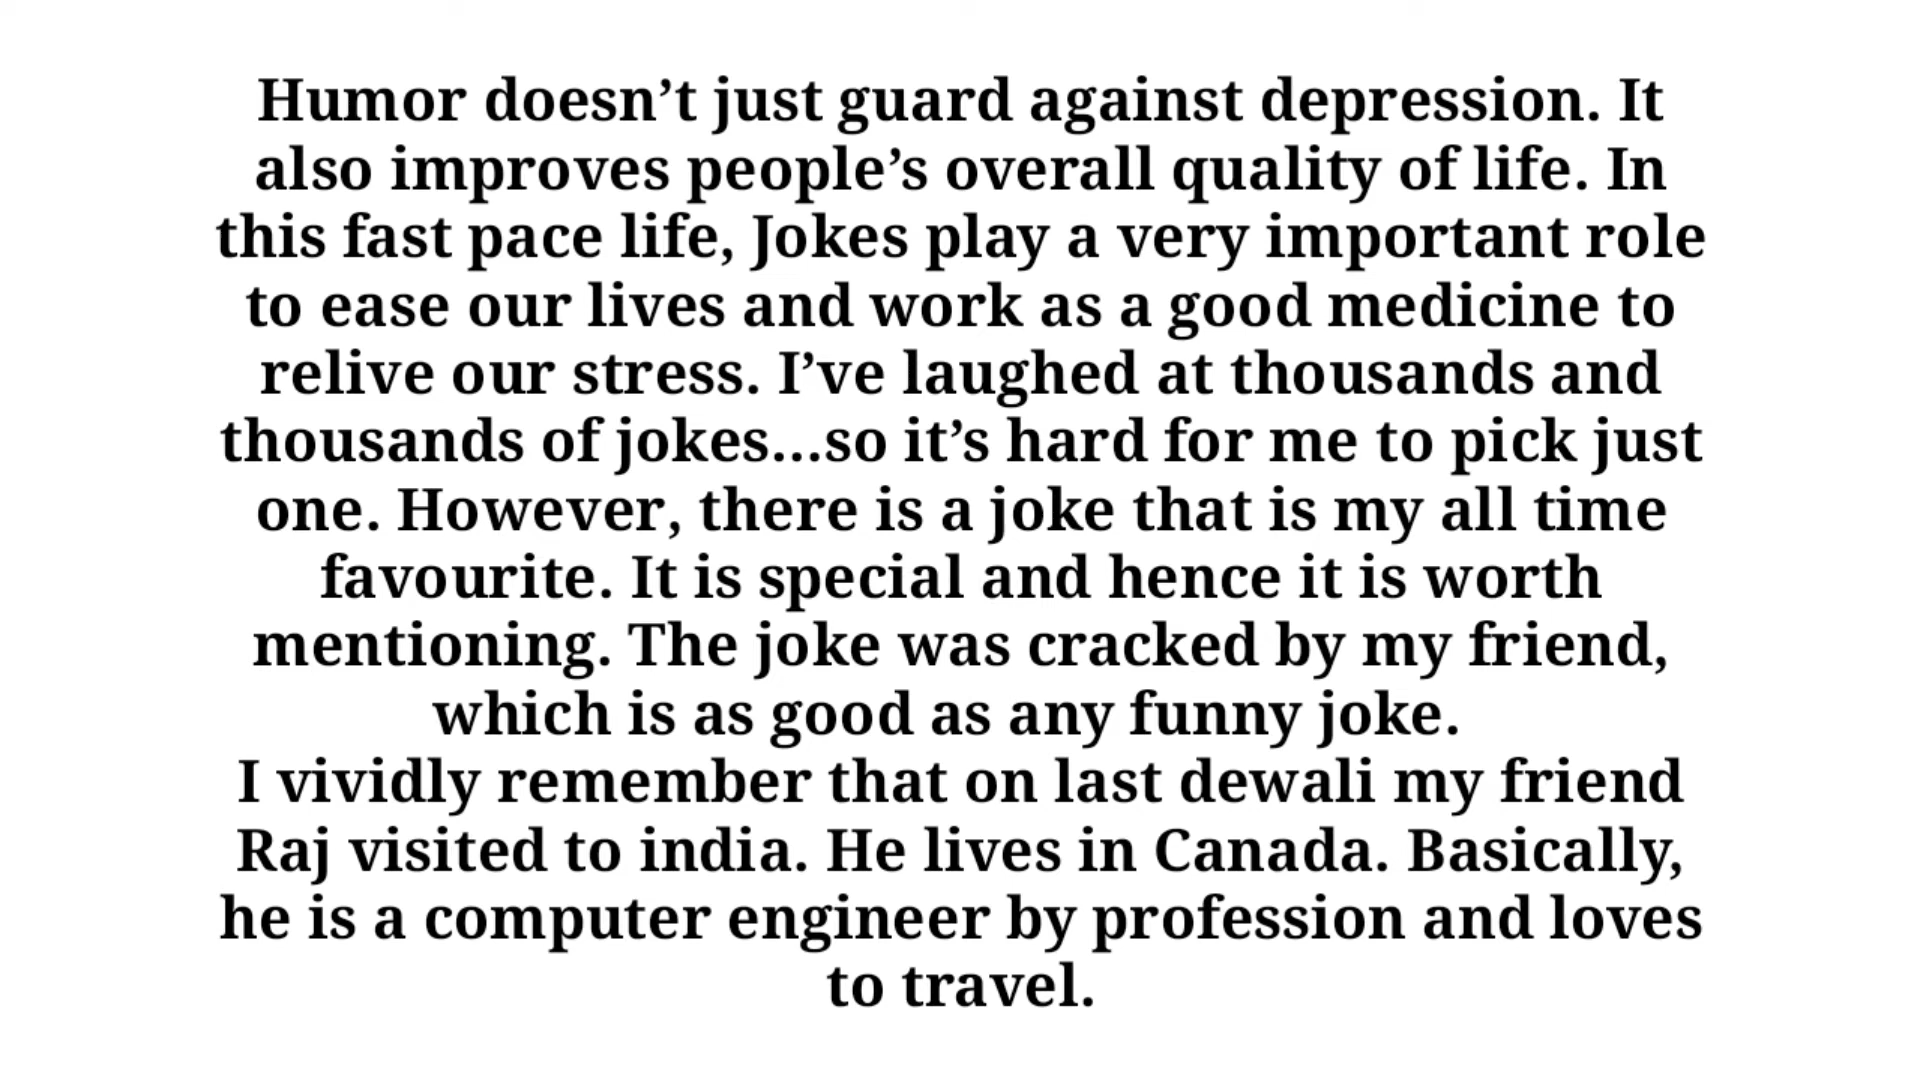 Humor doesn’t just guard against depression. It
also improves people’s overall quality of life. In
this fast pace life, Jokes play a very important role
to ease our lives and work as a good medicine to
relive our stress. I’ve laughed at thousands and
thousands of jokes...so it’s hard for me to pick just
one. However, there is a joke that is my all time
favourite. It is special and hence it is worth
mentioning. The joke was cracked by my friend,
which is as good as any funny joke.
I vividly remember that on last dewali my friend
Raj visited to india. He lives in Canada. Basically,
he is a computer engineer by profession and loves
to travel.